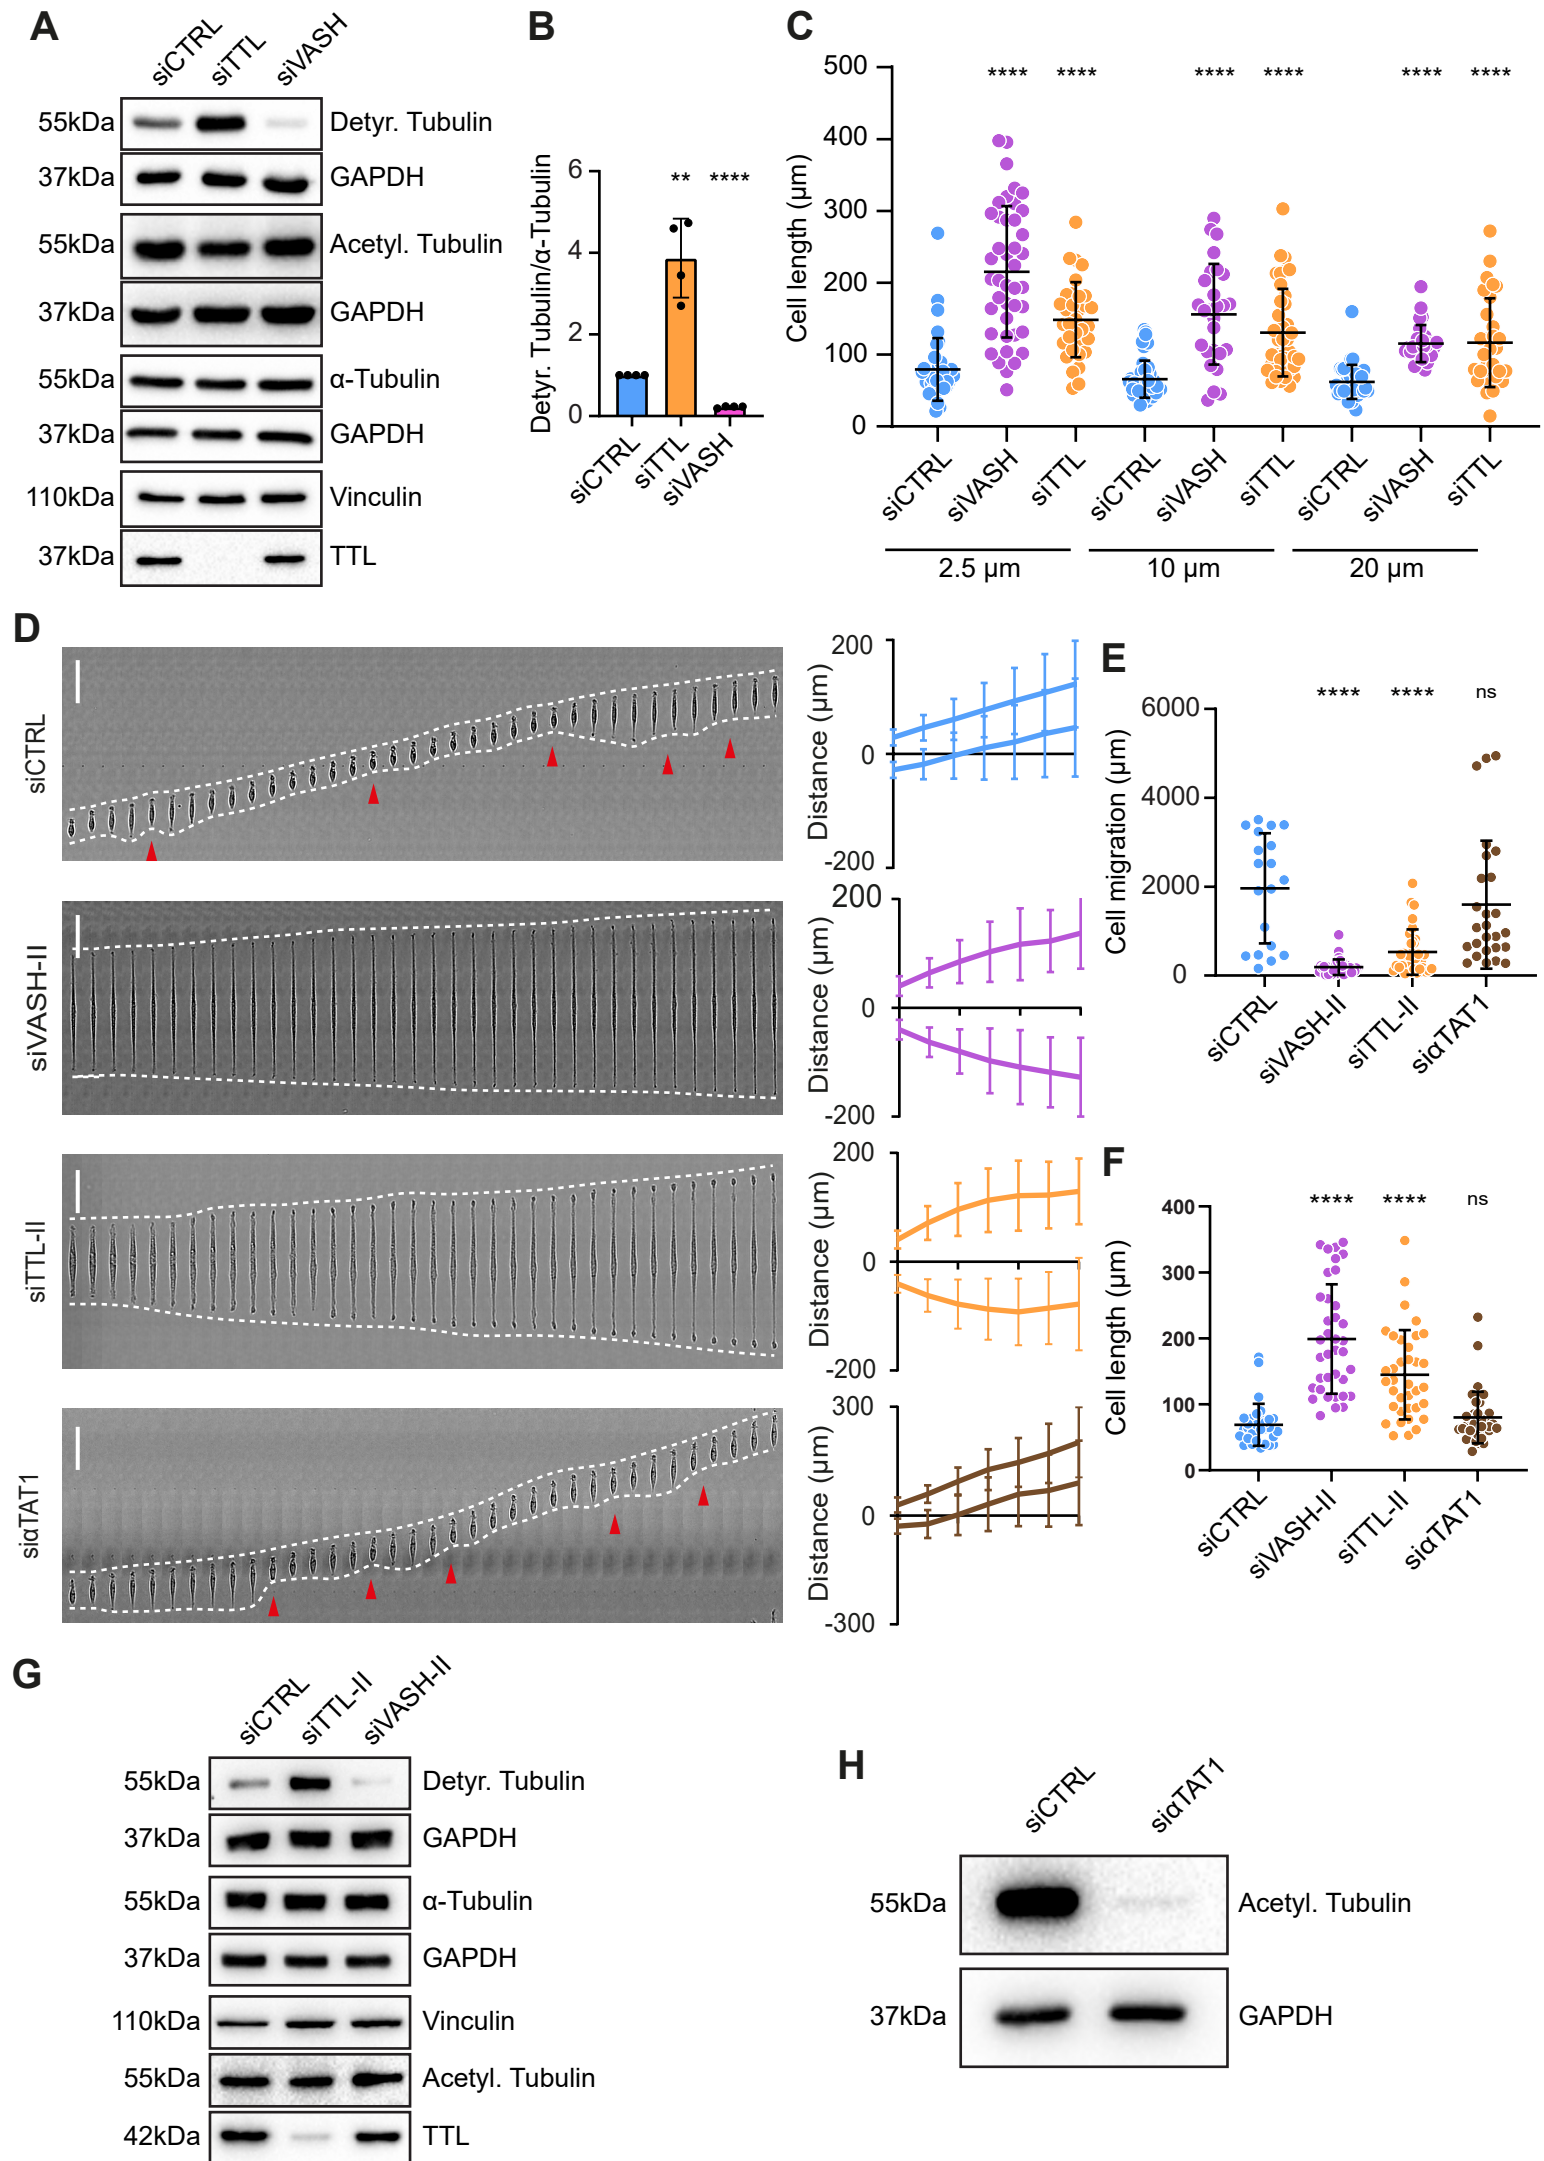 A
siCTRL
siTTL
siVASH
55kDa
Detyr. Tubulin
37kDa
GAPDH
55kDa
Acetyl. Tubulin
37kDa
GAPDH
55kDa
α-Tubulin
37kDa
GAPDH
110kDa
Vinculin
37kDa
TTL
B
Detyr. Tubulin/α-Tubulin
6
4
2
0
**
****
siCTRL
siTTL
siVASH
C
Cell length (µm)
500
400
300
200
100
0
****
****
****
****
****
****
siCTRL
siVASH
siTTL
siCTRL
siVASH
siTTL
siCTRL
siVASH
siTTL
2.5 µm
10 µm
20 µm
D
siCTRL
Distance (µm)
200
0
-200
siVASH-II
Distance (µm)
200
0
-200
siTTL-II
Distance (µm)
200
0
-200
siαTAT1
Distance (µm)
300
0
-300
E
Cell migration (µm)
6000
4000
2000
0
****
****
ns
siCTRL
siVASH-II
siTTL-II
siαTAT1
F
Cell length (µm)
400
300
200
100
0
****
****
ns
siCTRL
siVASH-II
siTTL-II
siαTAT1
G
siCTRL
siTTL-II
siVASH-II
55kDa
Detyr. Tubulin
37kDa
GAPDH
55kDa
α-Tubulin
37kDa
GAPDH
110kDa
Vinculin
55kDa
Acetyl. Tubulin
42kDa
TTL
H
siCTRL
siαTAT1
55kDa
Acetyl. Tubulin
37kDa
GAPDH